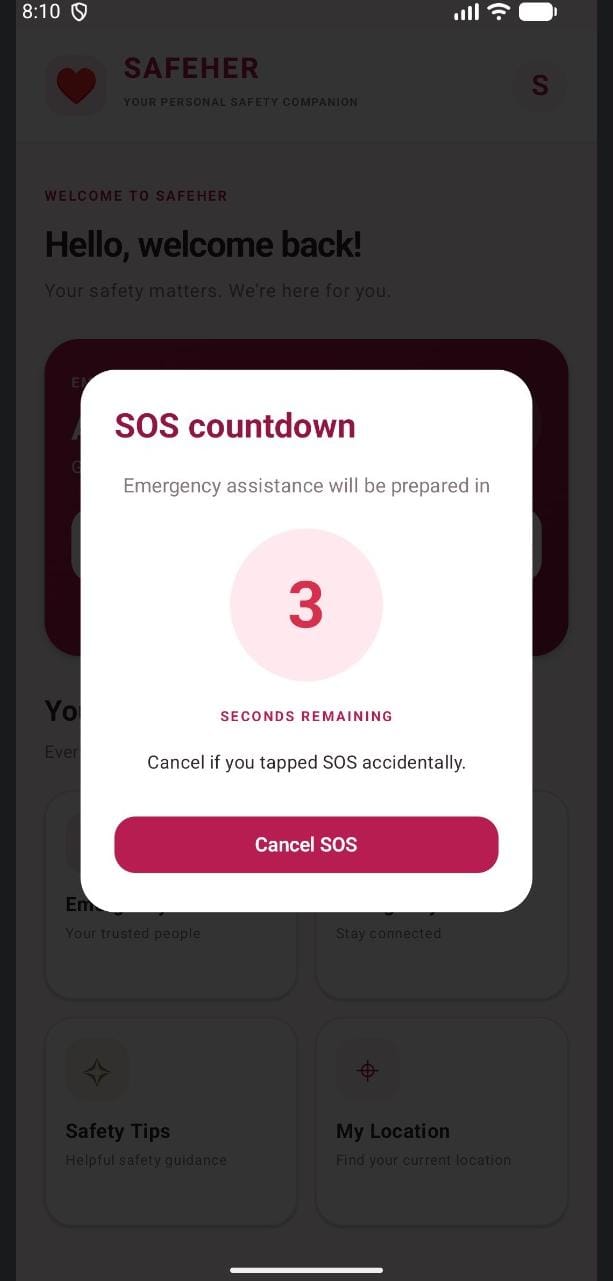 8:10
SAFEHER
YOUR PERSONAL SAFETY COMPANION
S
WELCOME TO SAFEHER
Hello, welcome back!
Your safety matters. We're here for you.
SOS countdown
Emergency assistance will be prepared in
3
SECONDS REMAINING
Cancel if you tapped SOS accidentally.
Cancel SOS
Your trusted people
Stay connected
Safety Tips
Helpful safety guidance
My Location
Find your current location